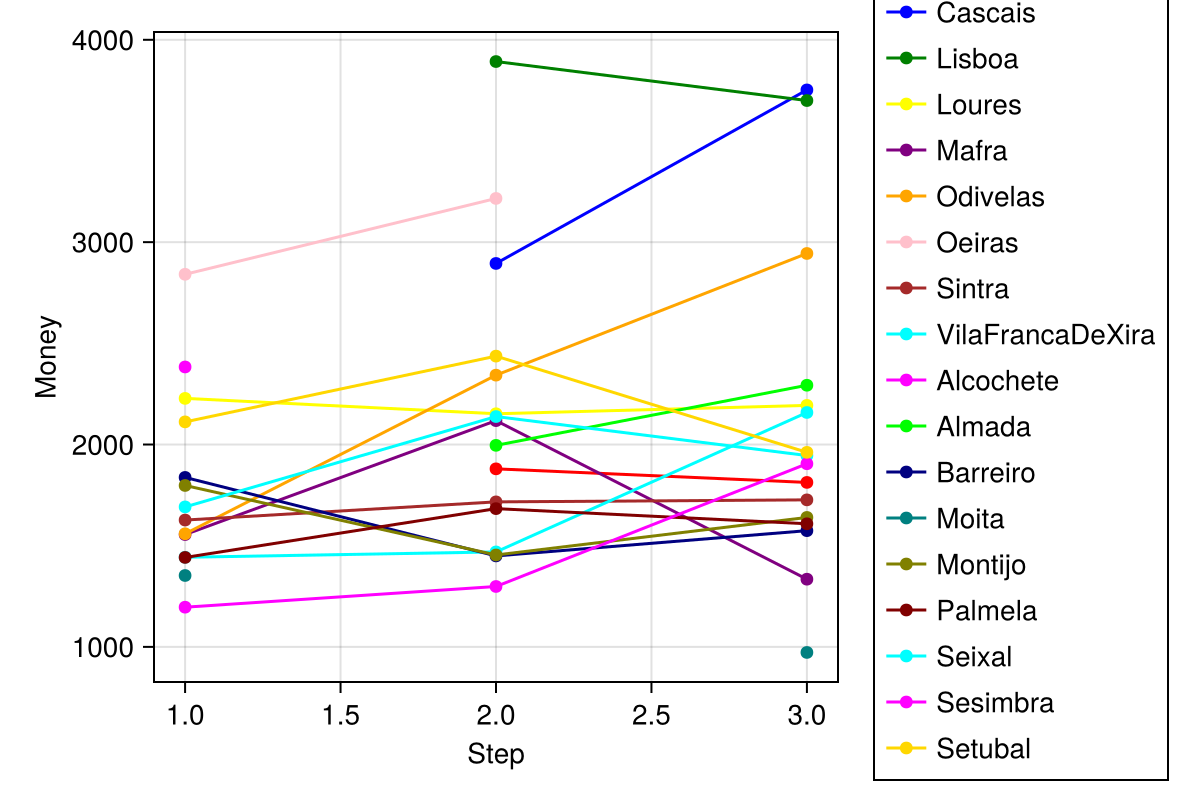 4000
3000
2000
1000
Money
1.0 1.5 2.0 2.5 3.0
Step
Cascais
Lisboa
Loures
Mafra
Odivelas
Oeiras
Sintra
VilaFrancaDeXira
Alcochete
Almada
Barreiro
Moita
Montijo
Palmela
Seixal
Sesimbra
Setubal